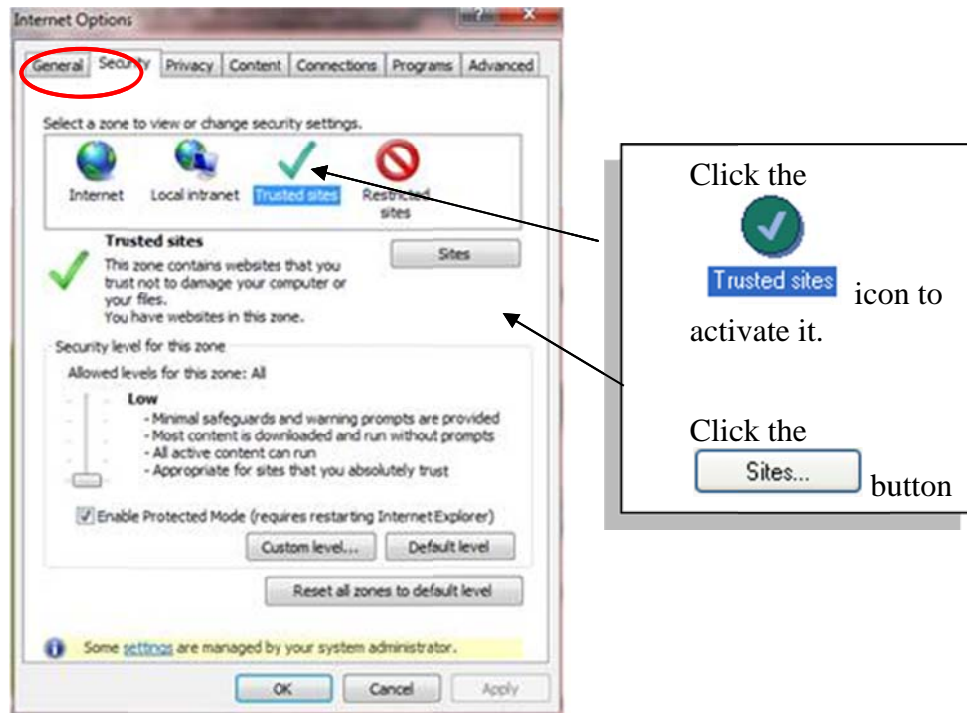 Internet Options
General Security Privacy Content Connections Programs Advanced
Select a zone to view or change security settings.
Internet
Local intranet
Trusted sites
Restricted
sites
Trusted sites
Sites
This zone contains websites that you
trust not to damage your computer or
your files.
You have websites in this zone.
Security level for this zone
Allowed levels for this zone: All
Low
- Minimal safeguards and warning prompts are provided
- Most content is downloaded and run without prompts
- All active content can run
- Appropriate for sites that you absolutely trust
Enable Protected Mode (requires restarting Internet Explorer)
Custom level... Default level
Reset all zones to default level
Some settings are managed by your system administrator.
OK Cancel Apply
Click the
Trusted sites icon to
activate it.
Click the
Sites... button